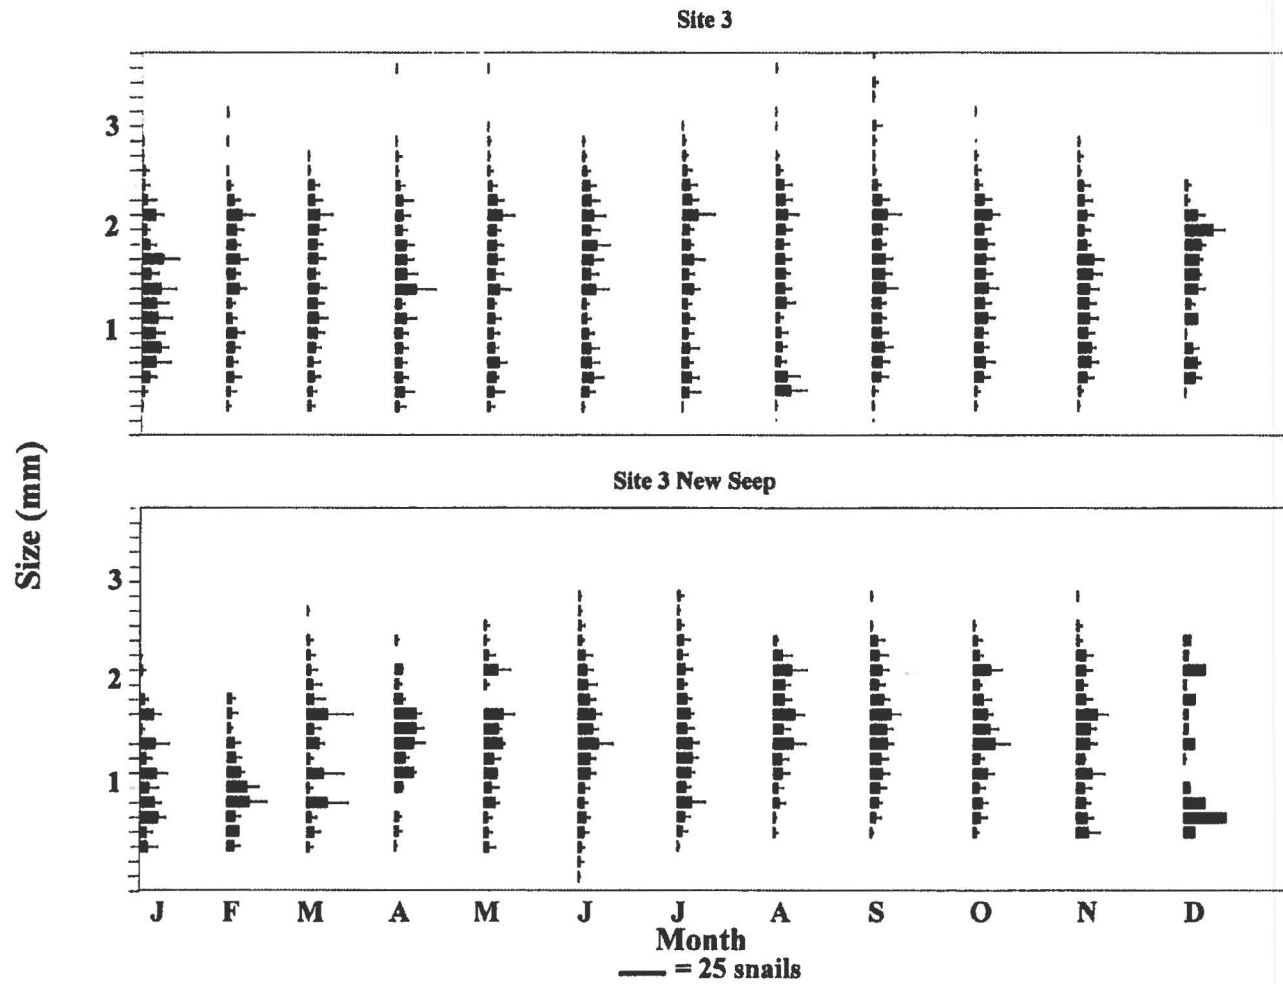 Site 3
3
2
1
Size (mm)
Site 3 New Seep
3
2
1
J F M A M J J A S O N D
Month
= 25 snails